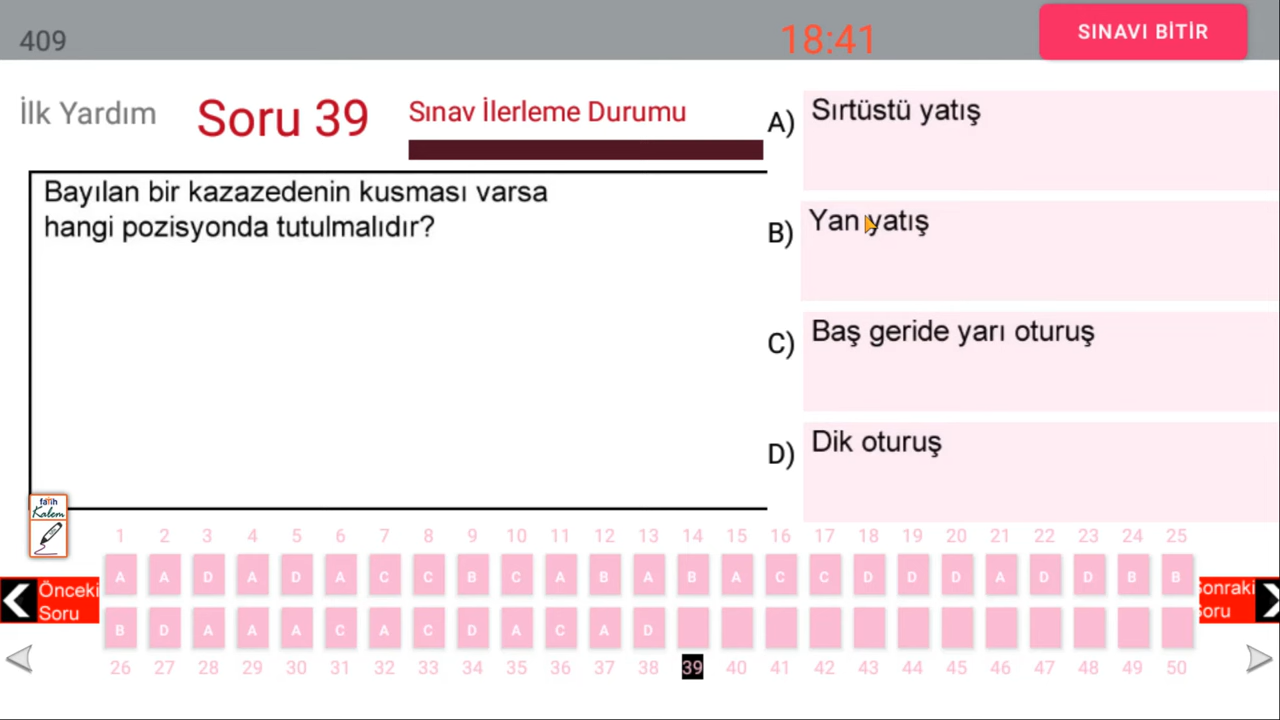 409
18:41
SINAVI BİTİR
İlk Yardım
Soru 39
Sınav İlerleme Durumu
Bayılan bir kazazedenin kusması varsa
hangi pozisyonda tutulmalıdır?
A) Sırtüstü yatış
B) Yan yatış
C) Baş geride yarı oturuş
D) Dik oturuş
fatih
Kalem
Önceki
Soru
Sonraki
Soru
1 2 3 4 5 6 7 8 9 10 11 12 13 14 15 16 17 18 19 20 21 22 23 24 25
A A D A D A C C B C A B A B A C C D D D A D D B B
B D A A A C A C D A C A D
26 27 28 29 30 31 32 33 34 35 36 37 38 39 40 41 42 43 44 45 46 47 48 49 50